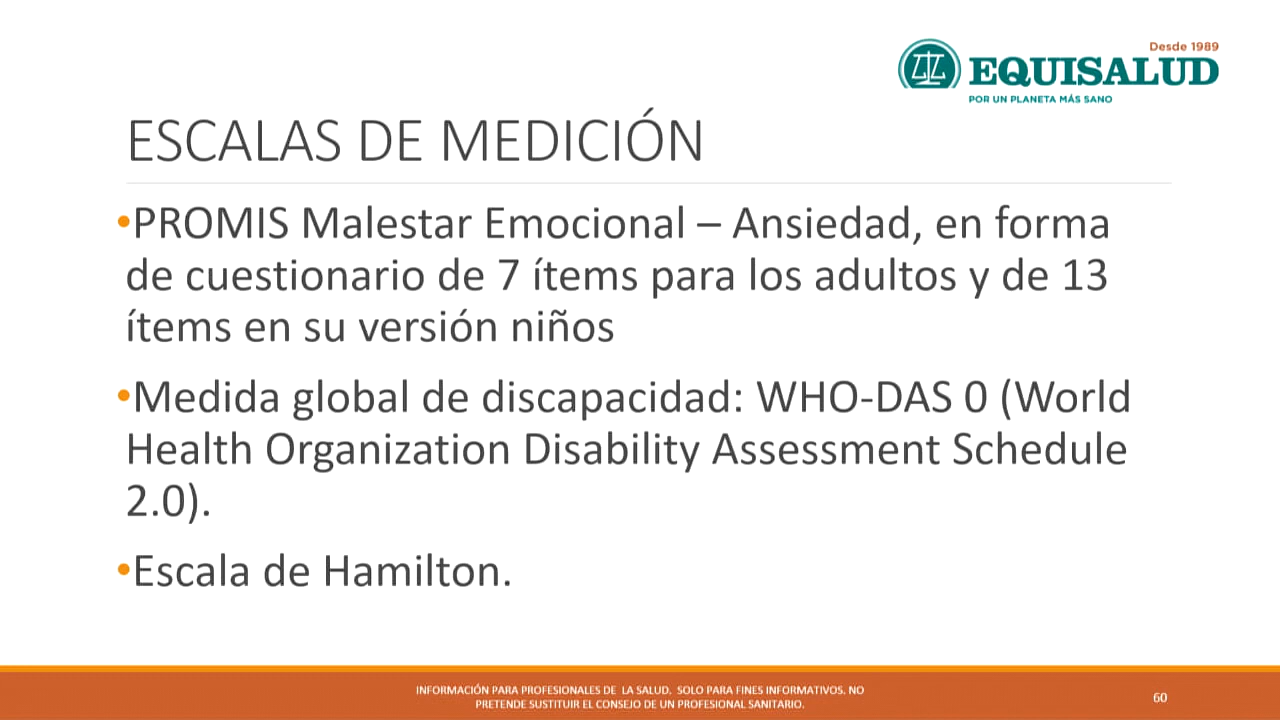 Desde 1989
EQUISALUD
POR UN PLANETA MÁS SANO
ESCALAS DE MEDICIÓN
•PROMIS Malestar Emocional – Ansiedad, en forma
de cuestionario de 7 ítems para los adultos y de 13
ítems en su versión niños
•Medida global de discapacidad: WHO-DAS 0 (World
Health Organization Disability Assessment Schedule
2.0).
•Escala de Hamilton.
INFORMACIÓN PARA PROFESIONALES DE LA SALUD. SOLO PARA FINES INFORMATIVOS. NO
PRETENDE SUSTITUIR EL CONSEJO DE UN PROFESIONAL SANITARIO.
60